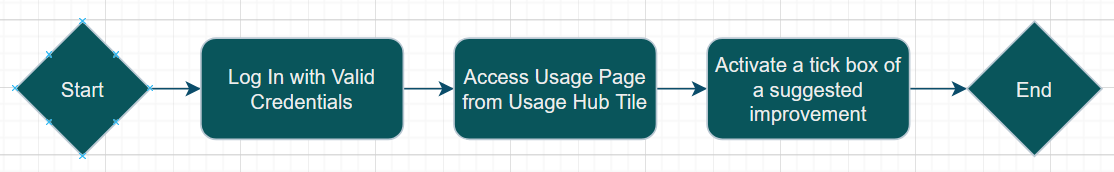 Start
Log In with Valid
Credentials
Access Usage Page
from Usage Hub Tile
Activate a tick box of
a suggested
improvement
End